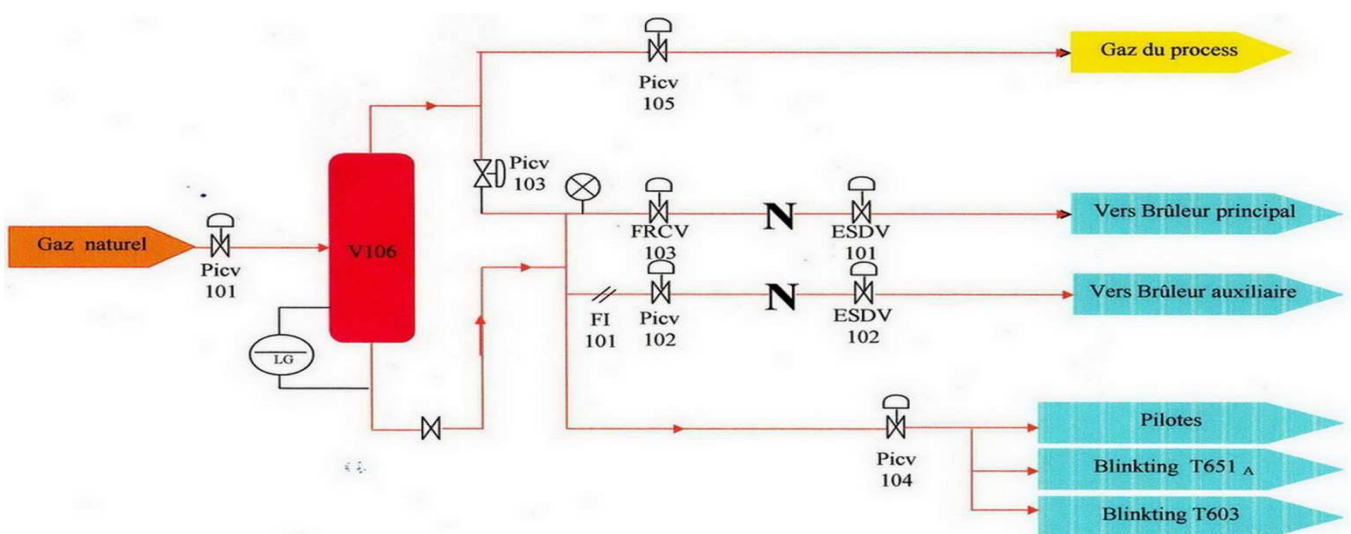 Gaz du process
Picv
105
Picv
103
Vers Brûleur principal
FRCV
103
N
ESDV
101
Gaz naturel
V106
Picv
101
Vers Brûleur auxiliaire
FI
101
Picv
102
N
ESDV
102
LG
Pilotes
Picv
104
Blinkting T651 A
Blinkting T603